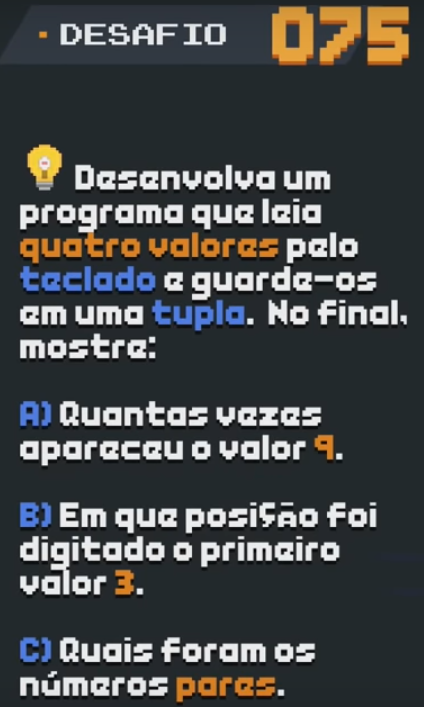 DESAFIO 075
Desenvolva um
programa que leia
quatro valores pelo
teclado e guarde-os
em uma tupla. No final,
mostre:
A) Quantas vezes
apareceu o valor 9.
B) Em que posição foi
digitado o primeiro
valor 3.
C) Quais foram os
números pares.